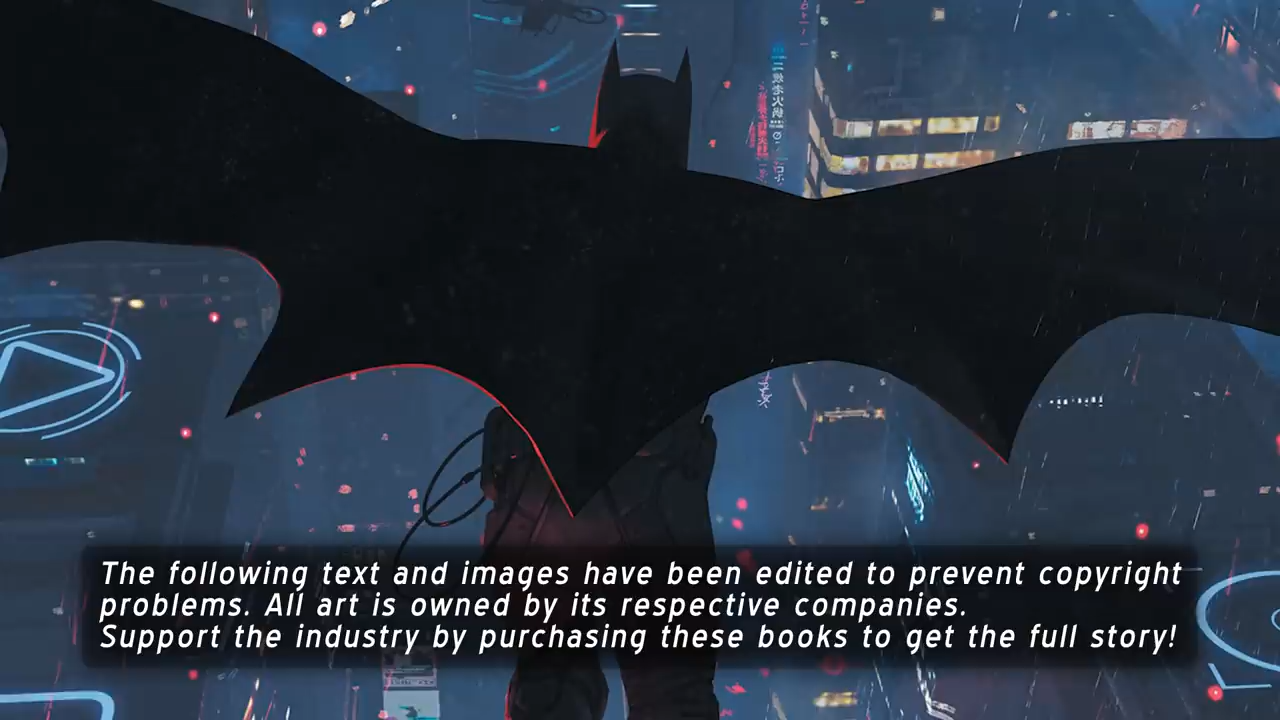 The following text and images have been edited to prevent copyright
problems. All art is owned by its respective companies.
Support the industry by purchasing these books to get the full story!